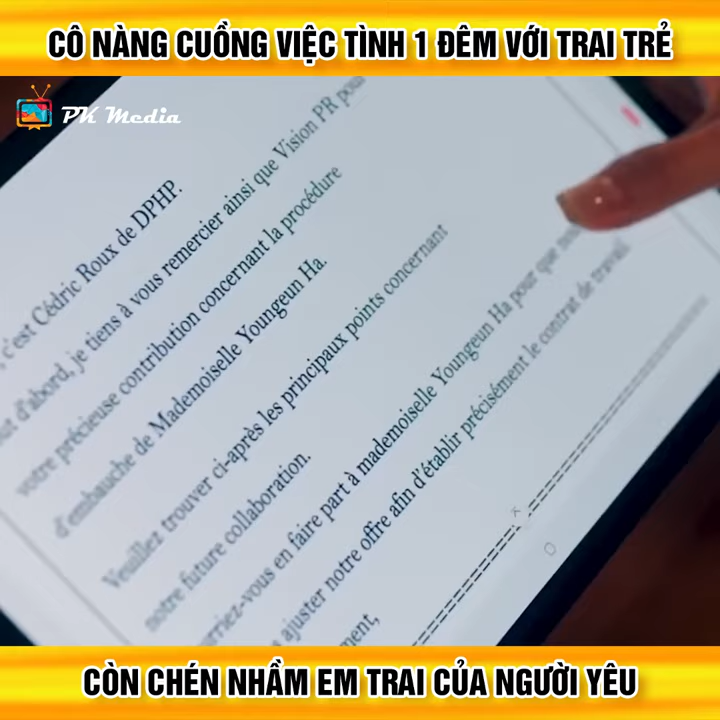 CÔ NÀNG CUỒNG VIỆC TÌNH 1 ĐÊM VỚI TRAI TRẺ
PK Media
, c'est Cédric Roux de DPHP.
d'abord, je tiens à vous remercier ainsi que Vision PR pour
votre précieuse contribution concernant la procédure
d'embauche de Mademoiselle Youngeun Ha.
Veuillez trouver ci-après les principaux points concernant
notre future collaboration.
en faire part à mademoiselle Youngeun Ha pour que
ajuster notre offre afin d'établir précisément le contrat de travail
CÒN CHÉN NHẦM EM TRAI CỦA NGƯỜI YÊU